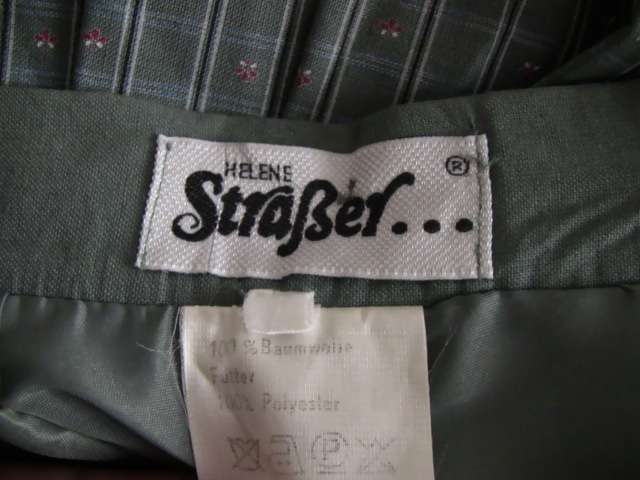 HELENE
Straßer...
®
100 % Baumwolle
Futter
100% Polyester
A P